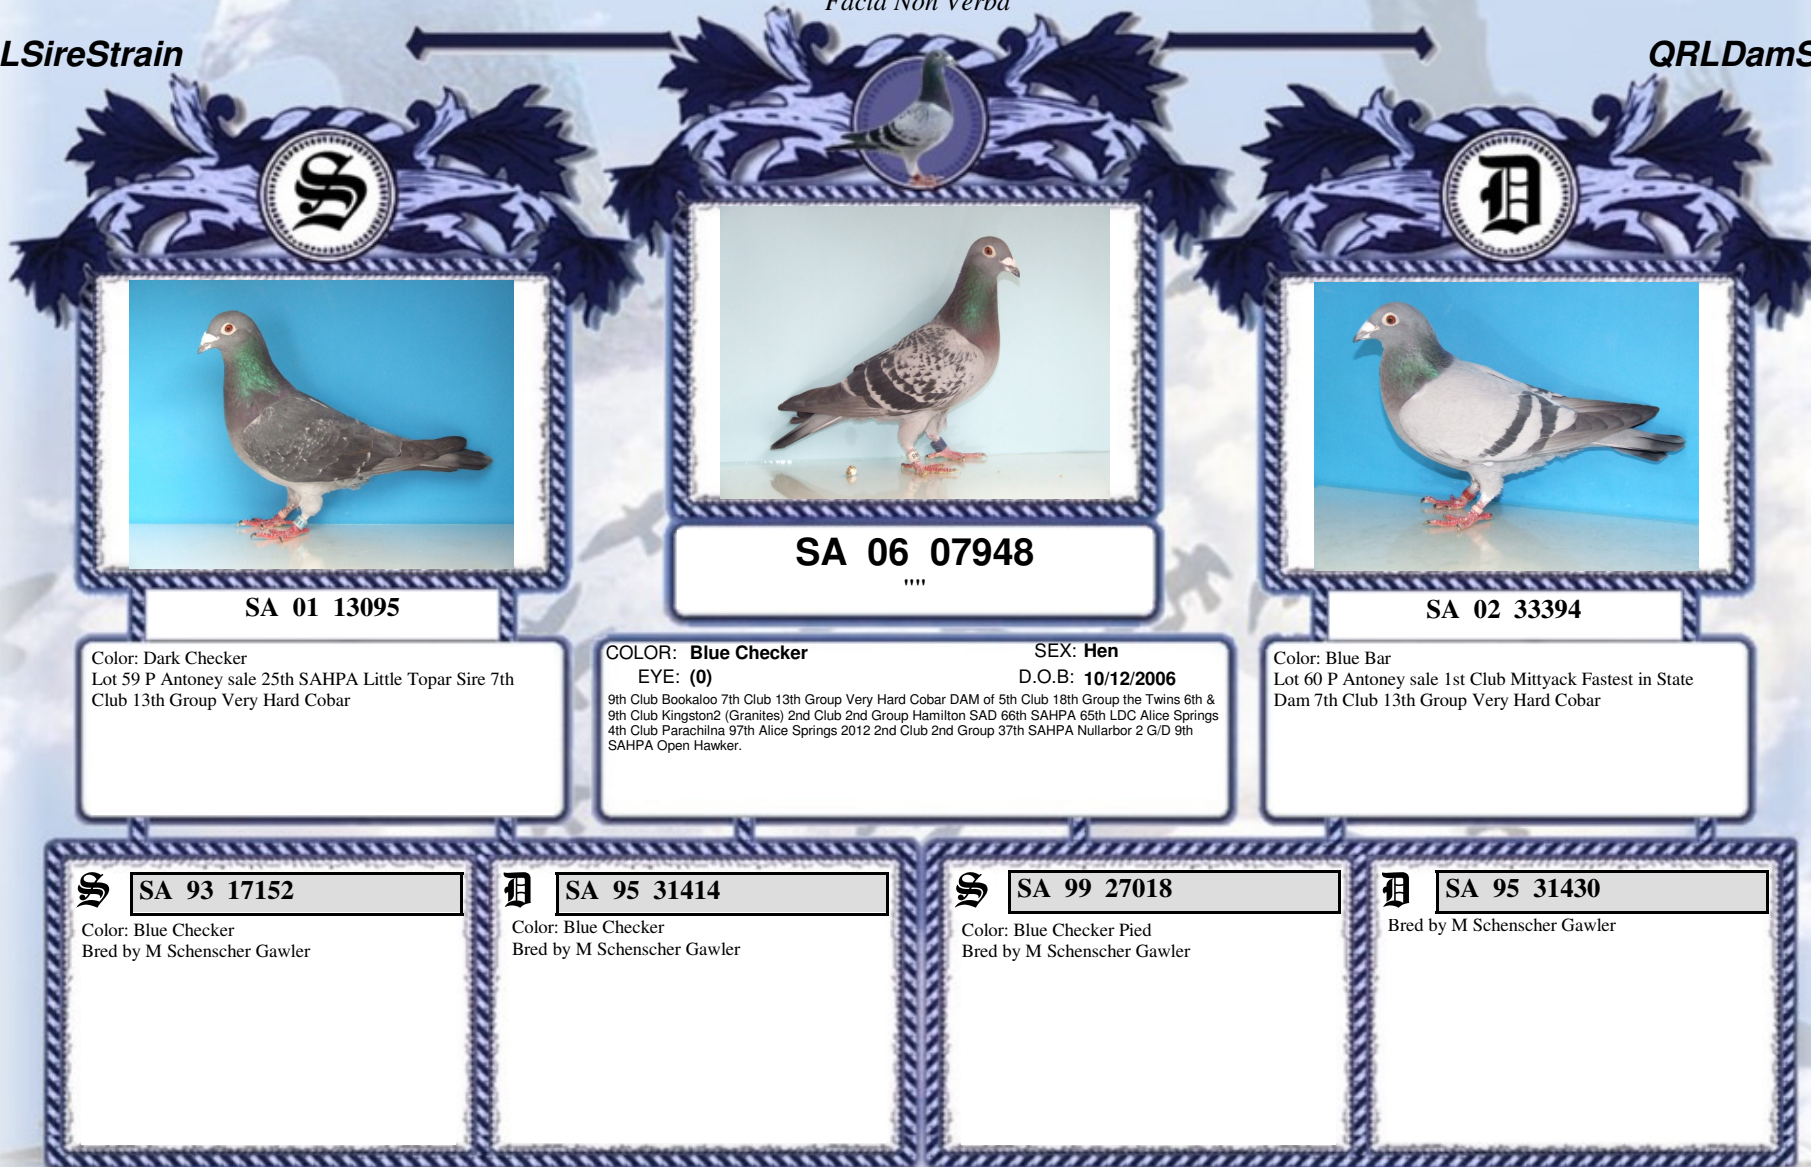 Facia Non Verba
LSireStrain
QRLDamS
S
D
SA 01 13095
SA 06 07948
""
SA 02 33394
Color: Dark Checker
Lot 59 P Antoney sale 25th SAHPA Little Topar Sire 7th
Club 13th Group Very Hard Cobar
COLOR: Blue Checker SEX: Hen
EYE: (0) D.O.B: 10/12/2006
9th Club Bookaloo 7th Club 13th Group Very Hard Cobar DAM of 5th Club 18th Group the Twins 6th &
9th Club Kingston2 (Granites) 2nd Club 2nd Group Hamilton SAD 66th SAHPA 65th LDC Alice Springs
4th Club Parachilna 97th Alice Springs 2012 2nd Club 2nd Group 37th SAHPA Nullarbor 2 G/D 9th
SAHPA Open Hawker.
Color: Blue Bar
Lot 60 P Antoney sale 1st Club Mittyack Fastest in State
Dam 7th Club 13th Group Very Hard Cobar
S SA 93 17152
Color: Blue Checker
Bred by M Schenscher Gawler
D SA 95 31414
Color: Blue Checker
Bred by M Schenscher Gawler
S SA 99 27018
Color: Blue Checker Pied
Bred by M Schenscher Gawler
D SA 95 31430
Bred by M Schenscher Gawler